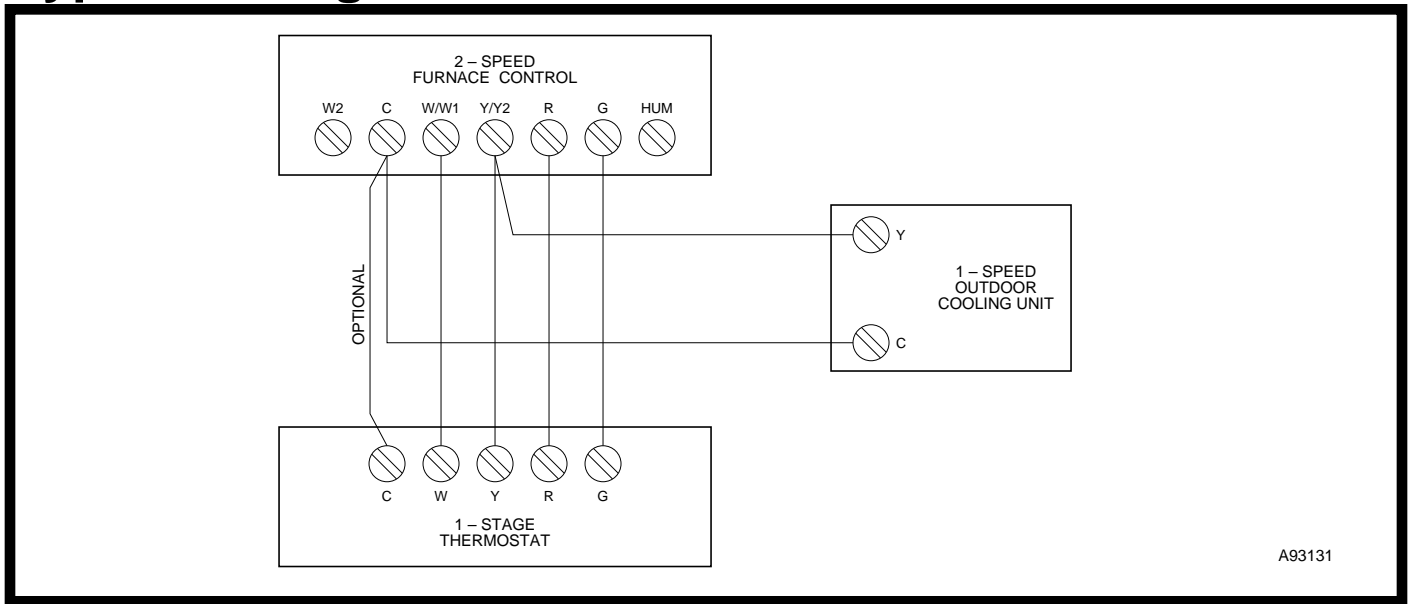 2 – SPEED
FURNACE CONTROL
W2 C W/W1 Y/Y2 R G HUM
Y
1 – SPEED
OUTDOOR
COOLING UNIT
C
OPTIONAL
C W Y R G
1 – STAGE
THERMOSTAT
A93131